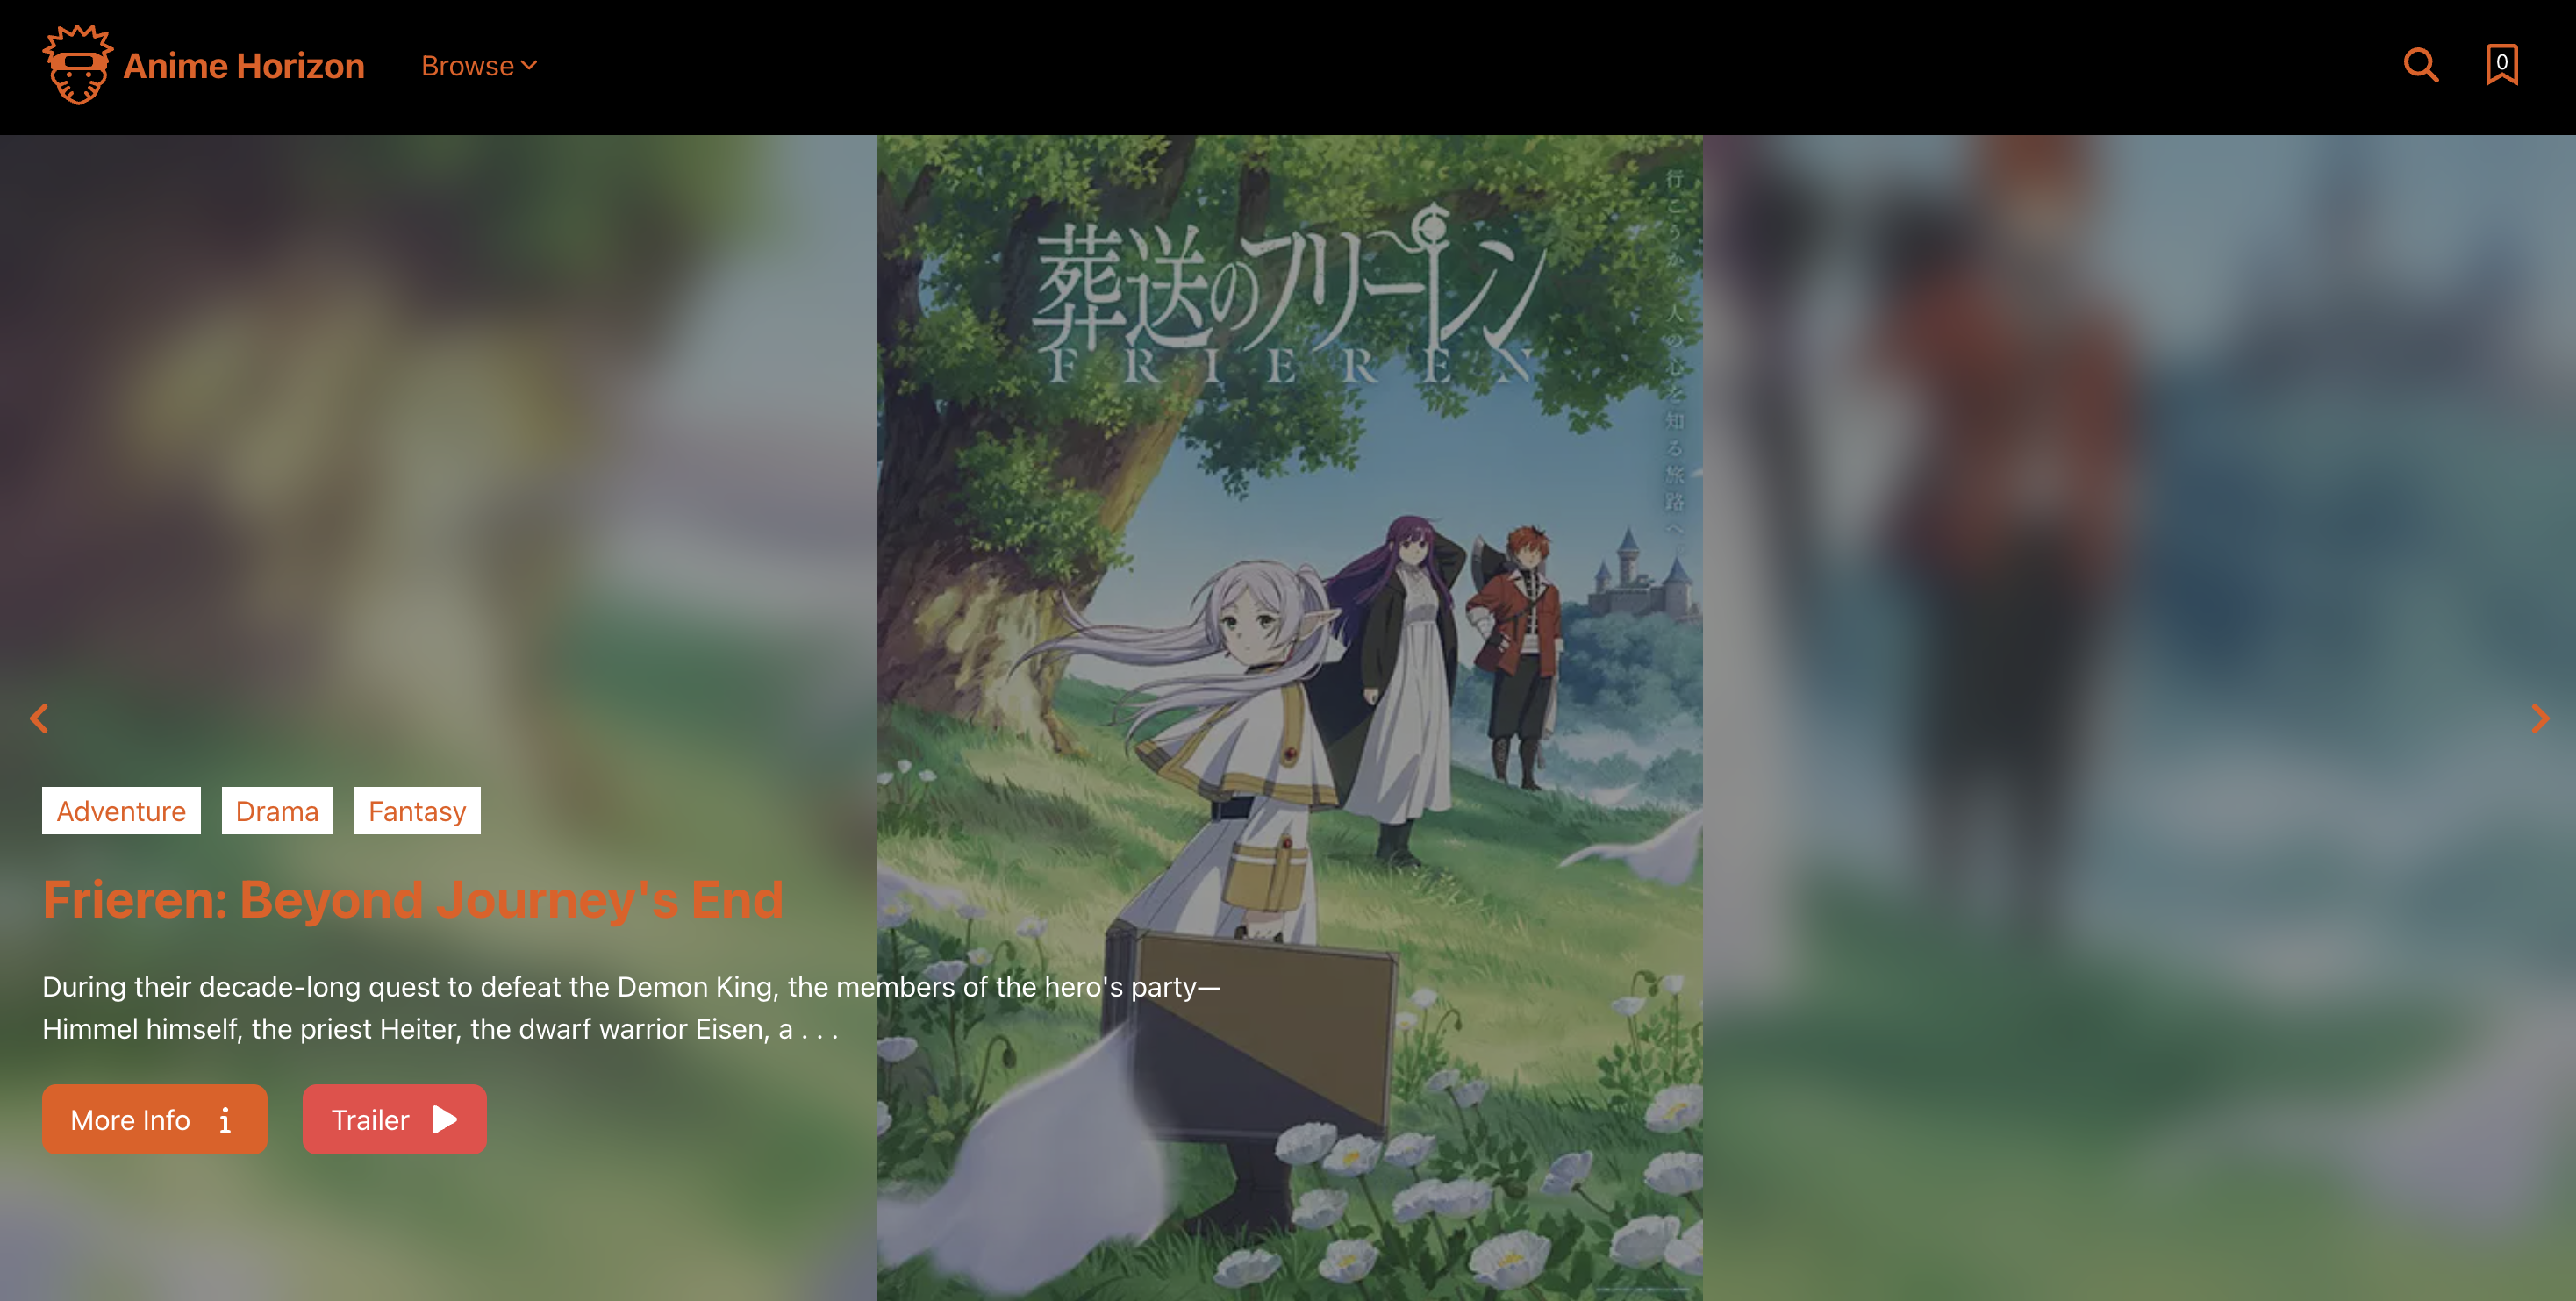 Anime Horizon
Browse
0
葬送のフリーレン
FRIEREN
行こうか 人の心を知る旅路へ。
Adventure
Drama
Fantasy
Frieren: Beyond Journey's End
During their decade-long quest to defeat the Demon King, the members of the hero's party—
Himmel himself, the priest Heiter, the dwarf warrior Eisen, a . . .
More Info
Trailer